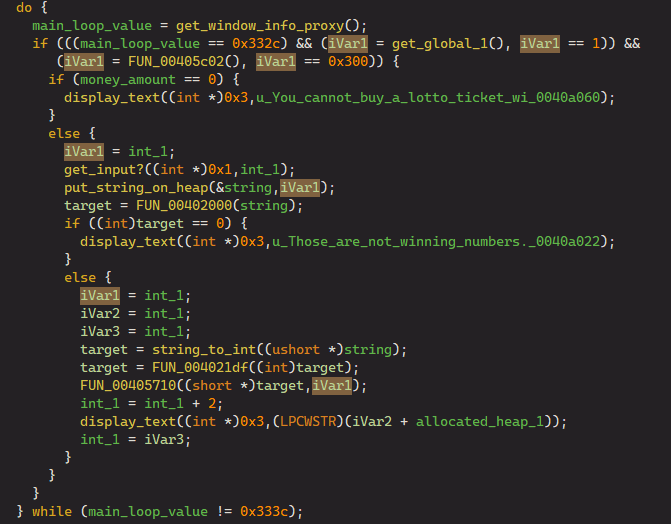 do {
main_loop_value = get_window_info_proxy();
if (((main_loop_value == 0x332c) && (iVar1 = get_global_1(), iVar1 == 1)) &&
(iVar1 = FUN_00405c02(), iVar1 == 0x300)) {
if (money_amount == 0) {
display_text((int *)0x3,u_You_cannot_buy_a_lotto_ticket_wi_0040a060);
}
else {
iVar1 = int_1;
get_input?((int *)0x1,int_1);
put_string_on_heap(&string,iVar1);
target = FUN_00402000(string);
if ((int)target == 0) {
display_text((int *)0x3,u_Those_are_not_winning_numbers._0040a022);
}
else {
iVar1 = int_1;
iVar2 = int_1;
iVar3 = int_1;
target = string_to_int((ushort *)string);
target = FUN_004021df((int)target);
FUN_00405710((short *)target,iVar1);
int_1 = int_1 + 2;
display_text((int *)0x3,(LPCWSTR)(iVar2 + allocated_heap_1));
int_1 = iVar3;
}
}
}
} while (main_loop_value != 0x333c);